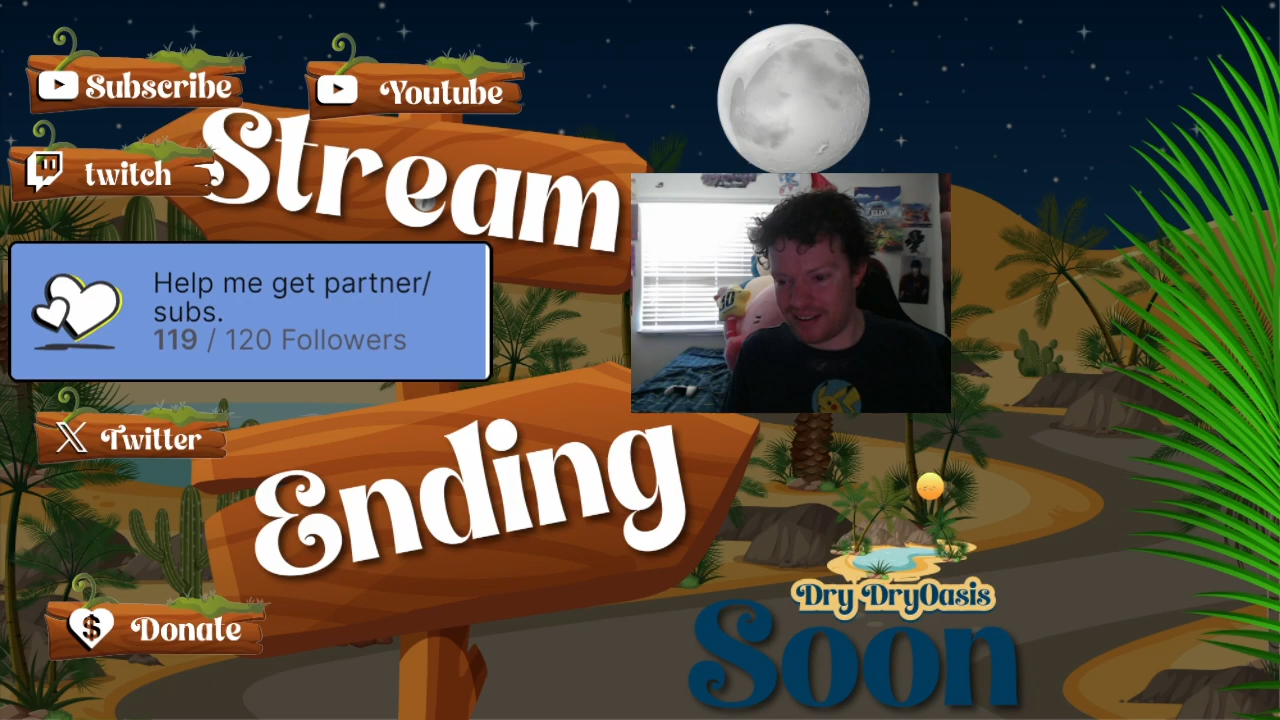 Subscribe
Youtube
twitch
Stream
Help me get partner/
subs.
119 / 120 Followers
Twitter
Ending
Donate
Dry DryOasis
Soon